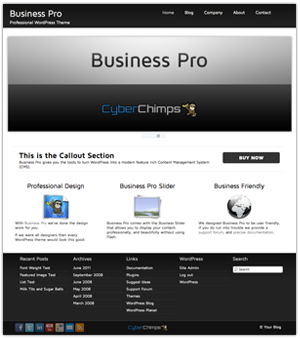 Business Pro
Professional WordPress Theme
Home Blog Company About Contact
Business Pro
CyberChimps
This is the Callout Section
Business Pro gives you the tools to turn WordPress into a modern feature rich Content Management System
(CMS).
BUY NOW
Professional Design
With Business Pro we've done the design
work for you.
If we were all designers then every
WordPress theme would look this good.
Business Pro Slider
Business Pro comes with the Business Slider
that allows you to display your content
professionally, and beautifully without using
Flash.
Business Friendly
We designed Business Pro to be user friendly,
if you do run into trouble we provide a
support forum, and precise documentation.
Recent Posts
Font Weight Test
Featured Image Test
List Test
Milk Tits and Sugar Balls
Archives
June 2011
September 2008
June 2008
May 2008
April 2008
March 2008
Links
Documentation
Plugins
Suggest Ideas
Support Forum
Themes
WordPress Blog
WordPress Planet
WordPress
Site Admin
Log out
WordPress
Search
Search
CyberChimps
© Your Blog